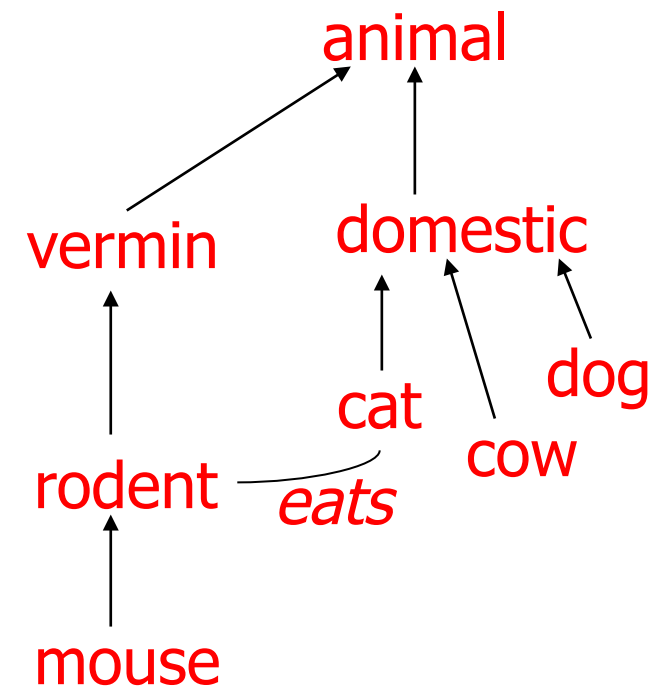 animal
vermin
domestic
dog
cat
cow
rodent
eats
mouse